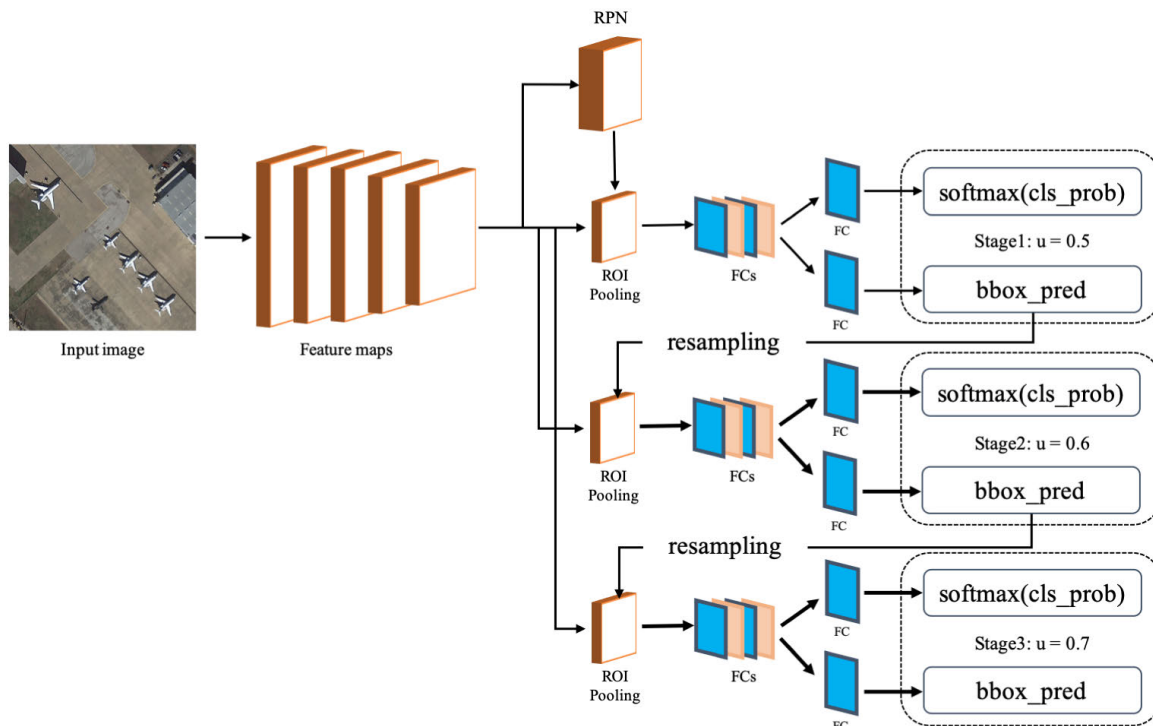 RPN
Input image
Feature maps
ROI
Pooling
FCs
FC
FC
softmax(cls_prob)
Stage1: u = 0.5
bbox_pred
resampling
ROI
Pooling
FCs
FC
FC
softmax(cls_prob)
Stage2: u = 0.6
bbox_pred
resampling
ROI
Pooling
FCs
FC
FC
softmax(cls_prob)
Stage3: u = 0.7
bbox_pred